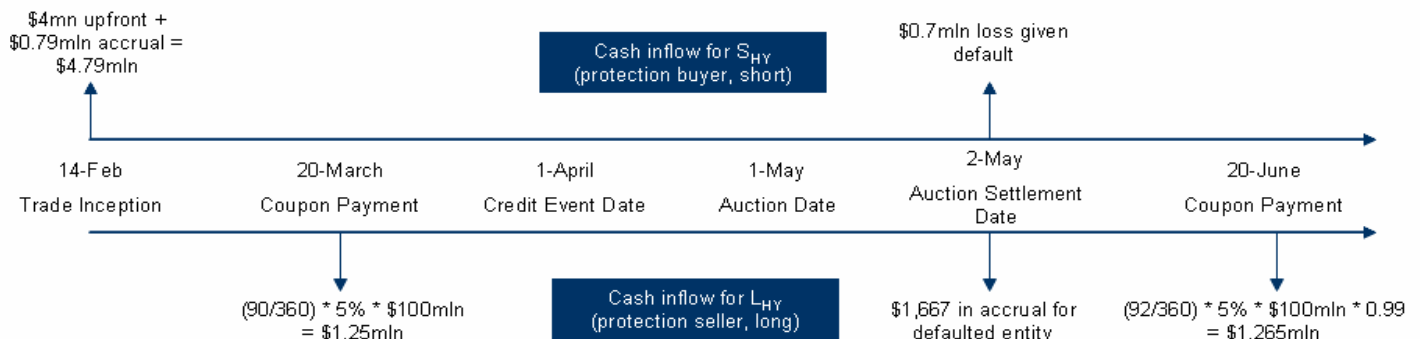 $4mn upfront +
$0.79mln accrual =
$4.79mln
Cash inflow for SHY
(protection buyer, short)
$0.7mln loss given
default
14-Feb
Trade Inception
20-March
Coupon Payment
1-April
Credit Event Date
1-May
Auction Date
2-May
Auction Settlement
Date
20-June
Coupon Payment
(90/360) * 5% * $100mln
= $1.25mln
Cash inflow for LHY
(protection seller, long)
$1,667 in accrual for
defaulted entity
(92/360) * 5% * $100mln * 0.99
= $1.265mln